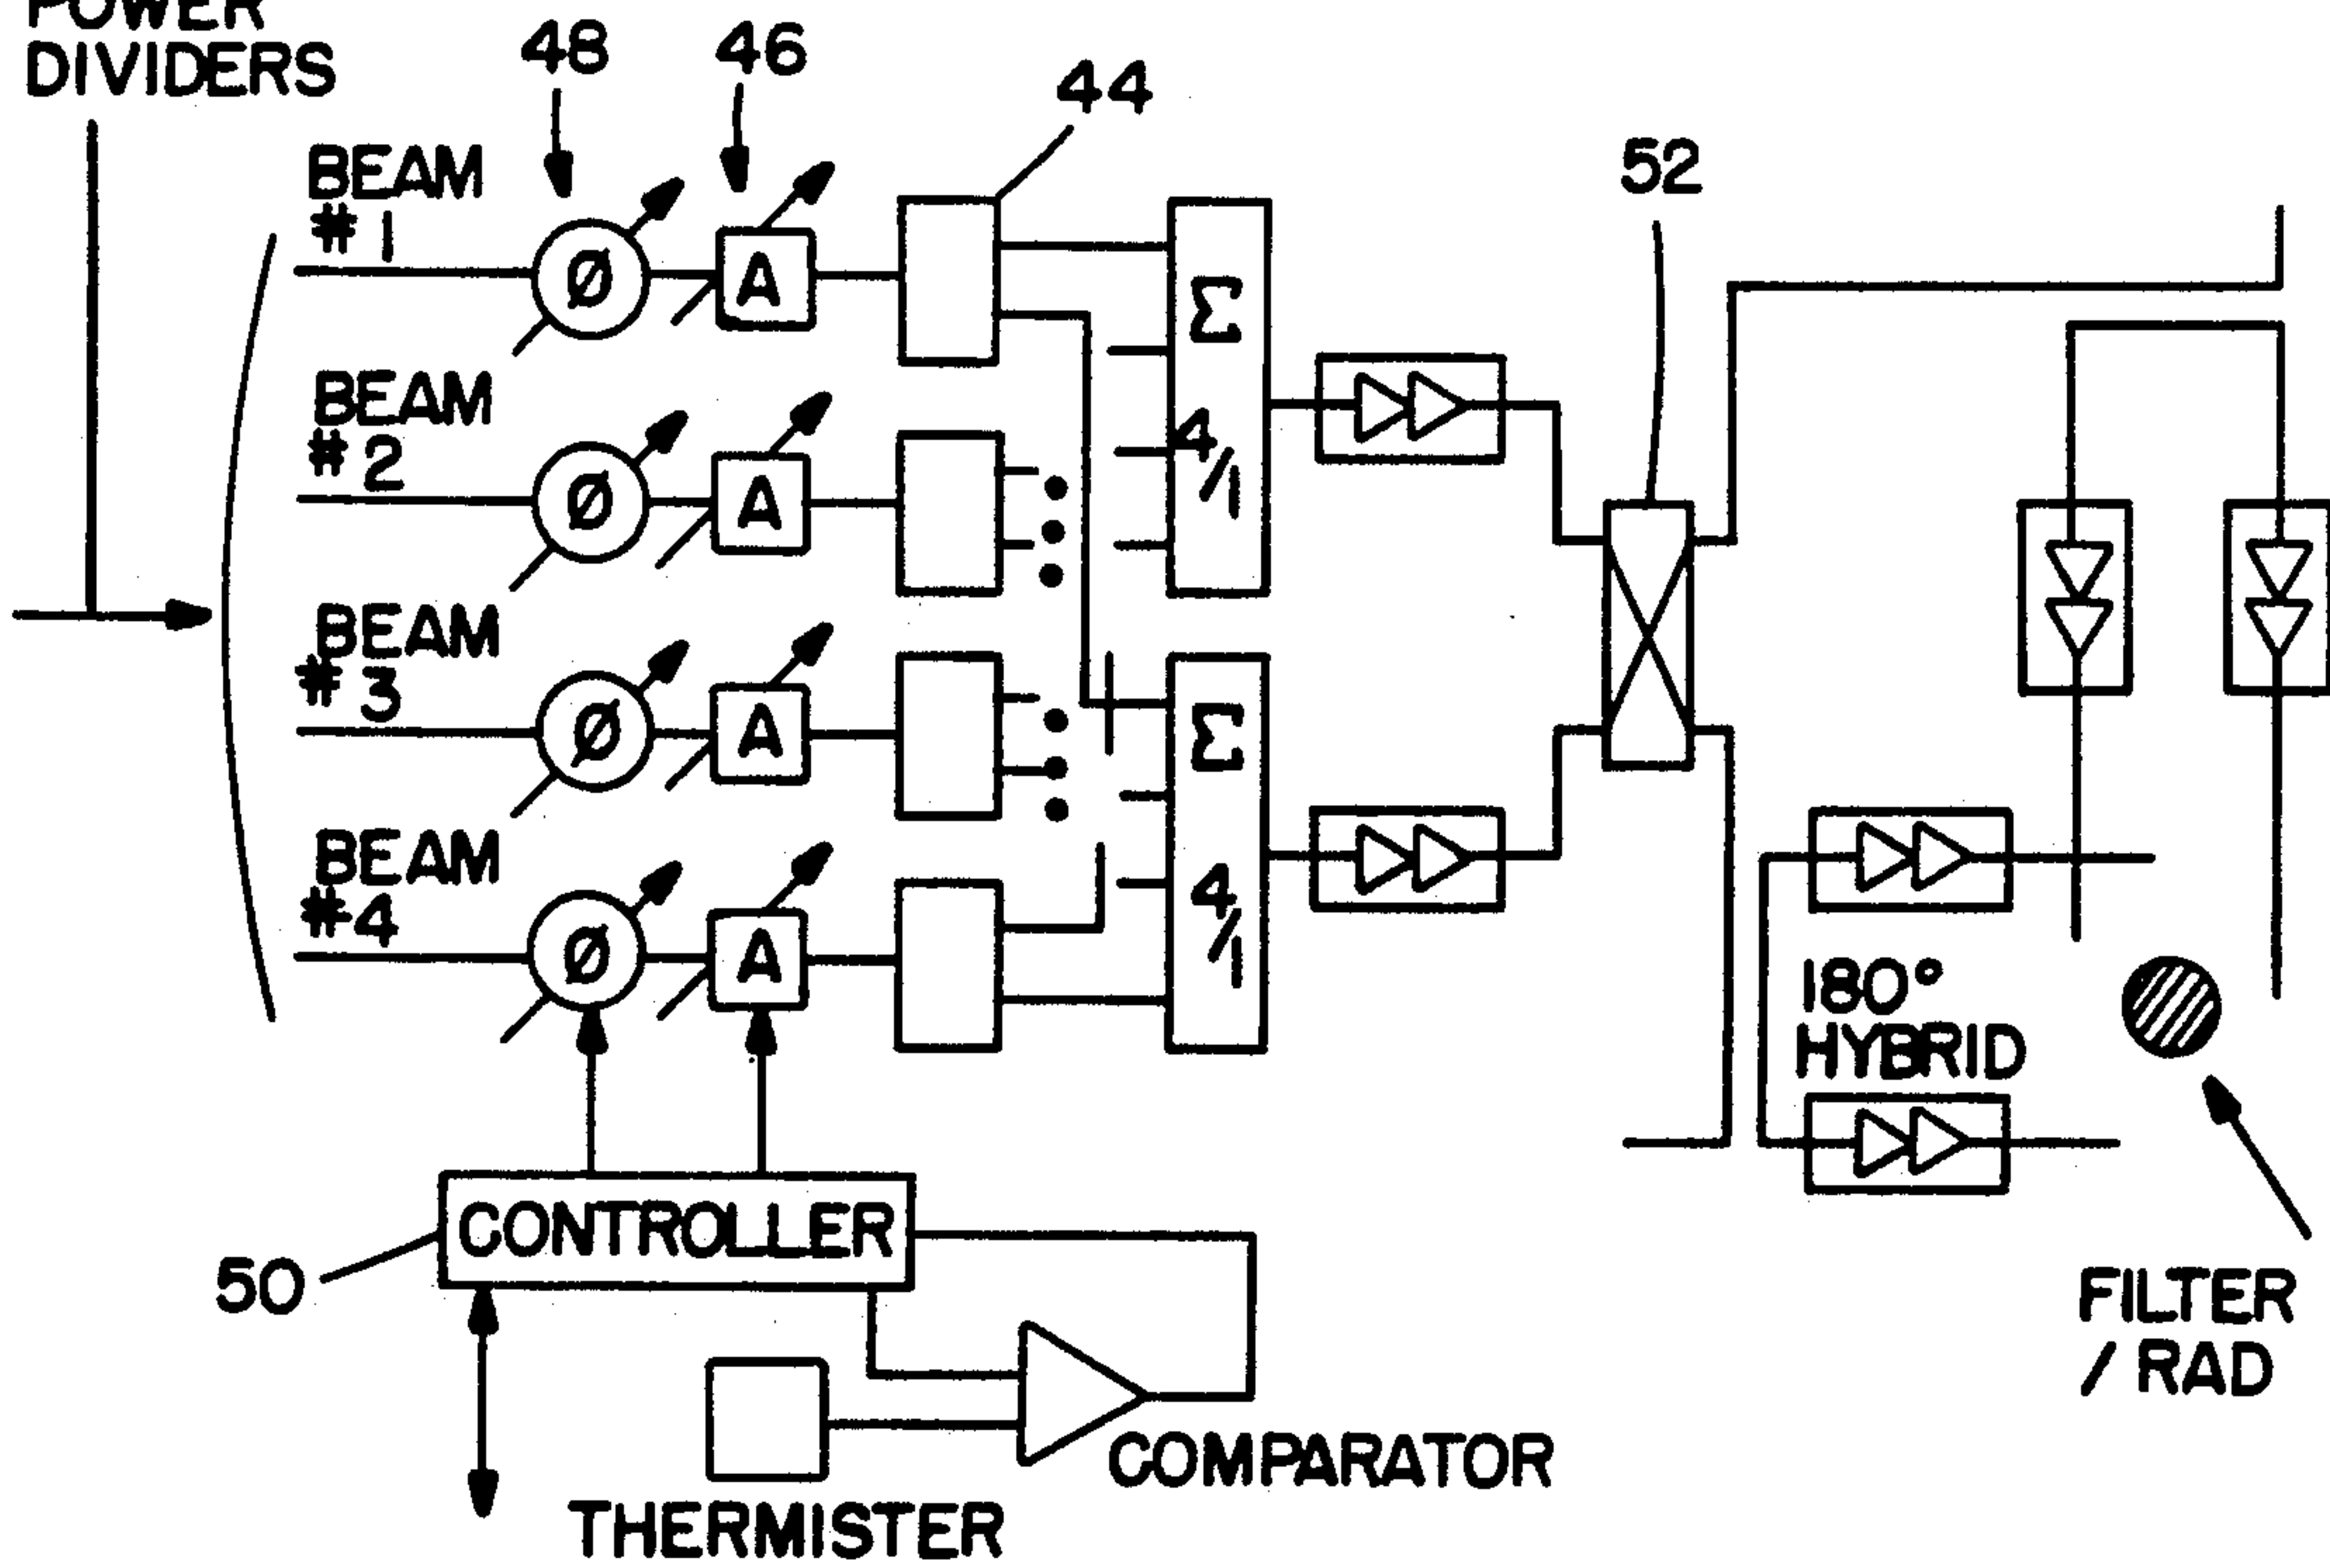 POWER
DIVIDERS
48
46
44
52
BEAM
#1
Ø
A
Σ
4/1
BEAM
#2
Ø
A
BEAM
#3
Ø
A
Σ
4/1
BEAM
#4
Ø
A
180°
HYBRID
CONTROLLER
50
FILTER
/ RAD
COMPARATOR
THERMISTER